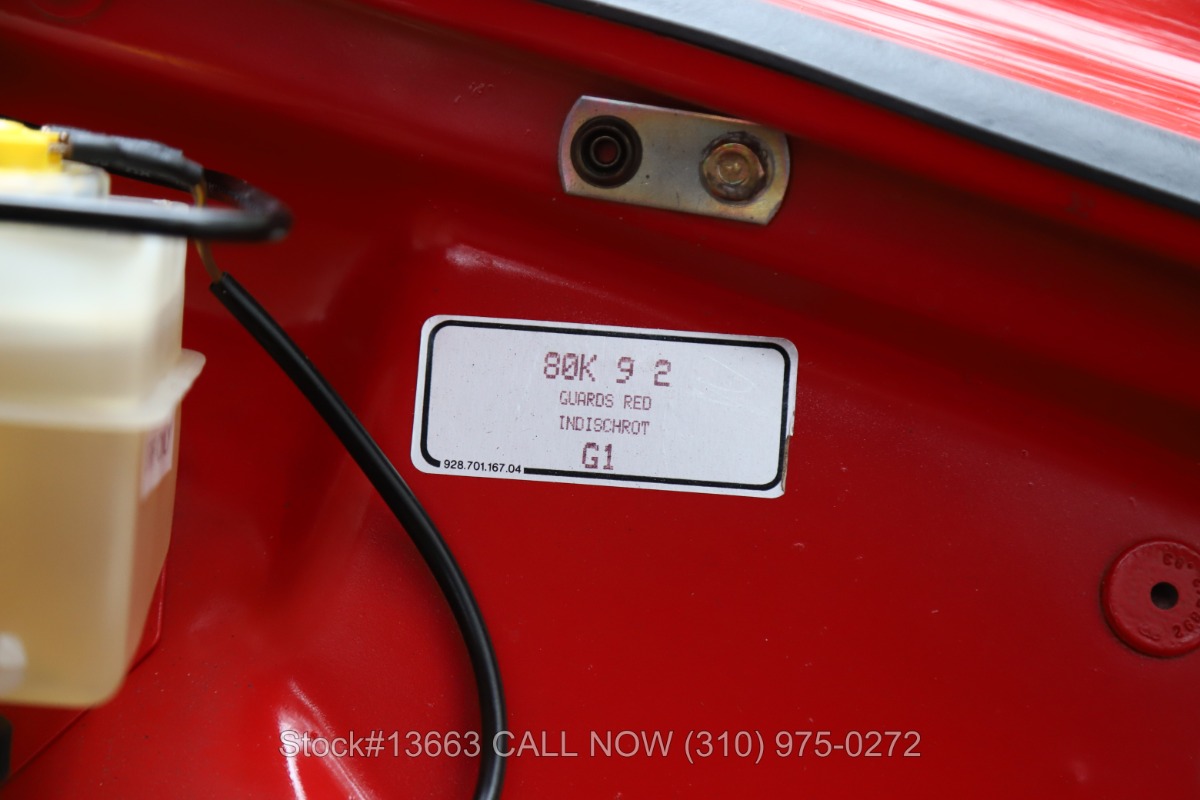 80K 9 2
GUARDS RED
INDISCHROT
G1
928.701.167.04
Stock#13663 CALL NOW (310) 975-0272